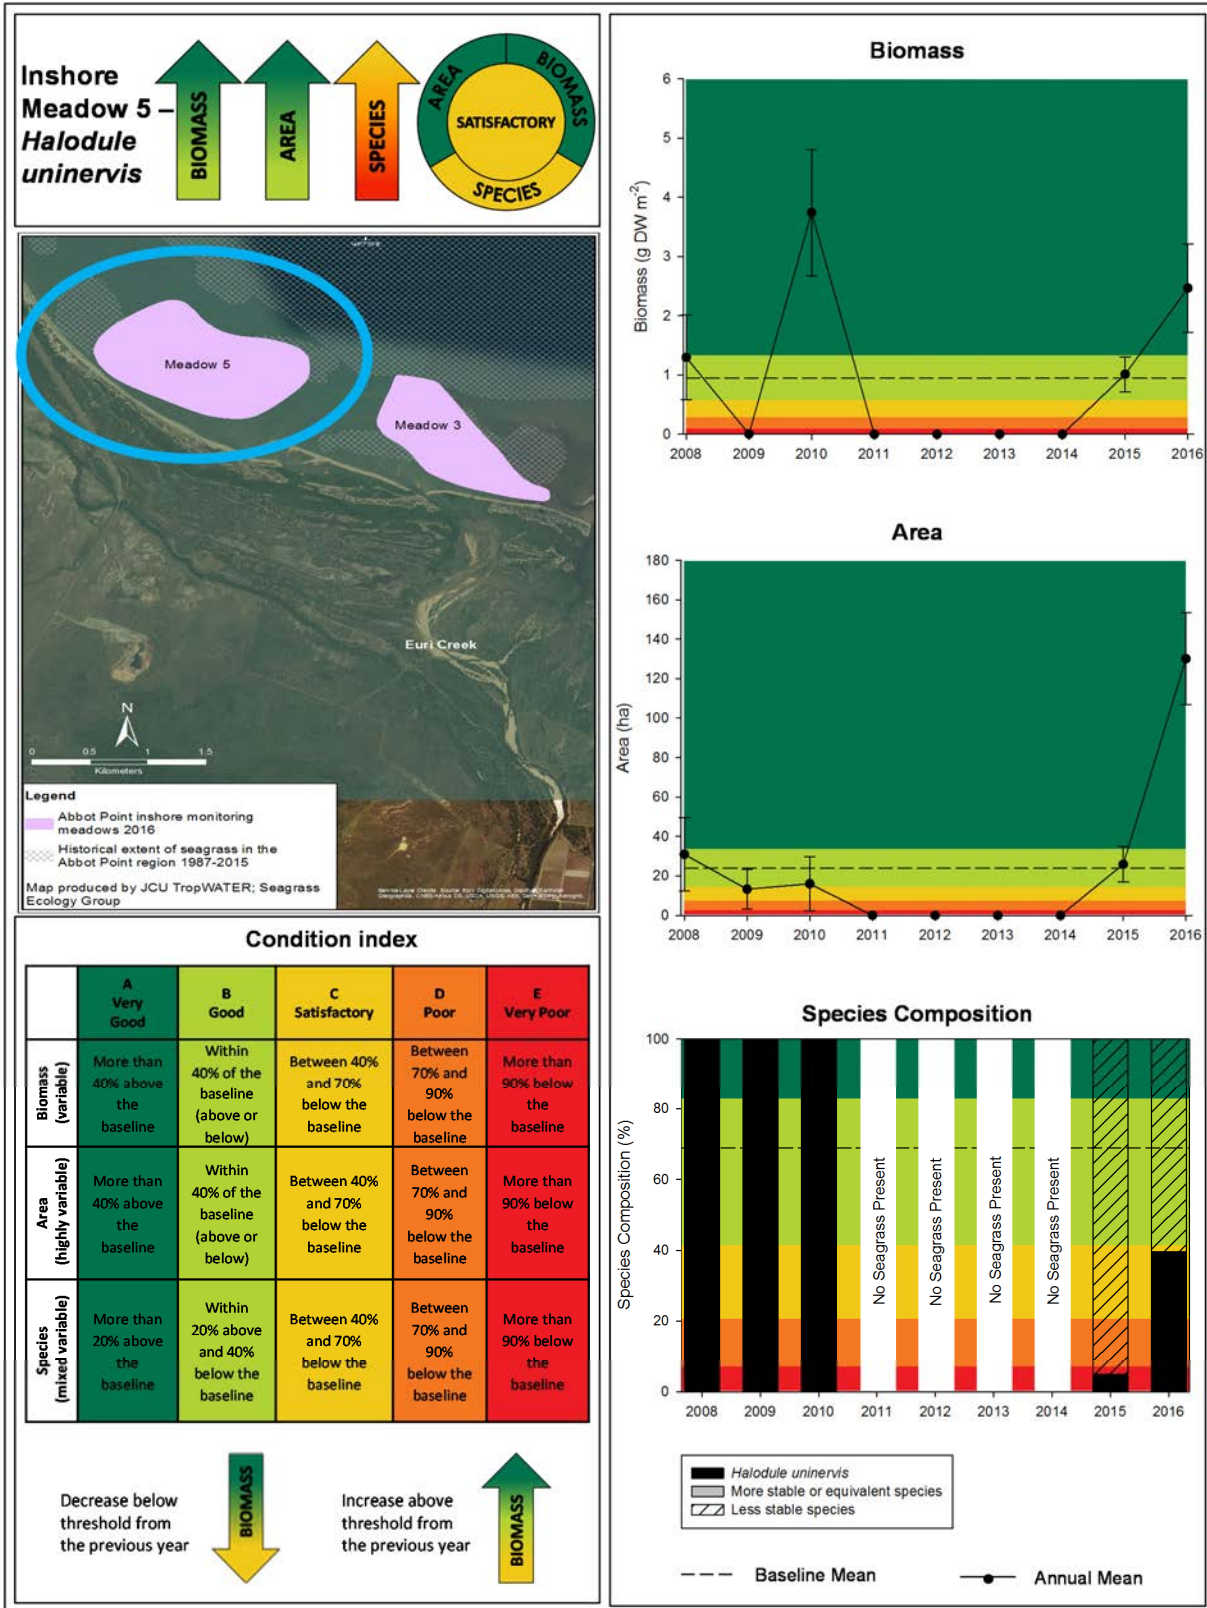 Inshore
Meadow 5 –
Halodule
uninervis
BIOMASS
AREA
SPECIES
AREA
BIOMASS
SATISFACTORY
SPECIES
Meadow 5
Meadow 3
Euri Creek
N
0 0.5 1 1.5
Kilometers
Legend
Abbot Point inshore monitoring
meadows 2016
Historical extent of seagrass in the
Abbot Point region 1987-2015
Map produced by JCU TropWATER; Seagrass
Ecology Group
Condition index
A
Very
Good
B
Good
C
Satisfactory
D
Poor
E
Very Poor
Biomass
(variable)
More than
40% above
the
baseline
Within
40% of the
baseline
(above or
below)
Between 40%
and 70%
below the
baseline
Between
70% and
90%
below the
baseline
More than
90% below
the
baseline
Area
(highly variable)
More than
40% above
the
baseline
Within
40% of the
baseline
(above or
below)
Between 40%
and 70%
below the
baseline
Between
70% and
90%
below the
baseline
More than
90% below
the
baseline
Species
(mixed variable)
More than
20% above
the
baseline
Within
20% above
and 40%
below the
baseline
Between 40%
and 70%
below the
baseline
Between
70% and
90%
below the
baseline
More than
90% below
the
baseline
Decrease below
threshold from
the previous year
BIOMASS
Increase above
threshold from
the previous year
BIOMASS
Biomass
Biomass (g DW m-2)
6
5
4
3
2
1
0
2008 2009 2010 2011 2012 2013 2014 2015 2016
Area
Area (ha)
180
160
140
120
100
80
60
40
20
0
2008 2009 2010 2011 2012 2013 2014 2015 2016
Species Composition
Species Composition (%)
100
80
60
40
20
0
No Seagrass Present
No Seagrass Present
No Seagrass Present
No Seagrass Present
2008 2009 2010 2011 2012 2013 2014 2015 2016
Halodule uninervis
More stable or equivalent species
Less stable species
Baseline Mean
Annual Mean